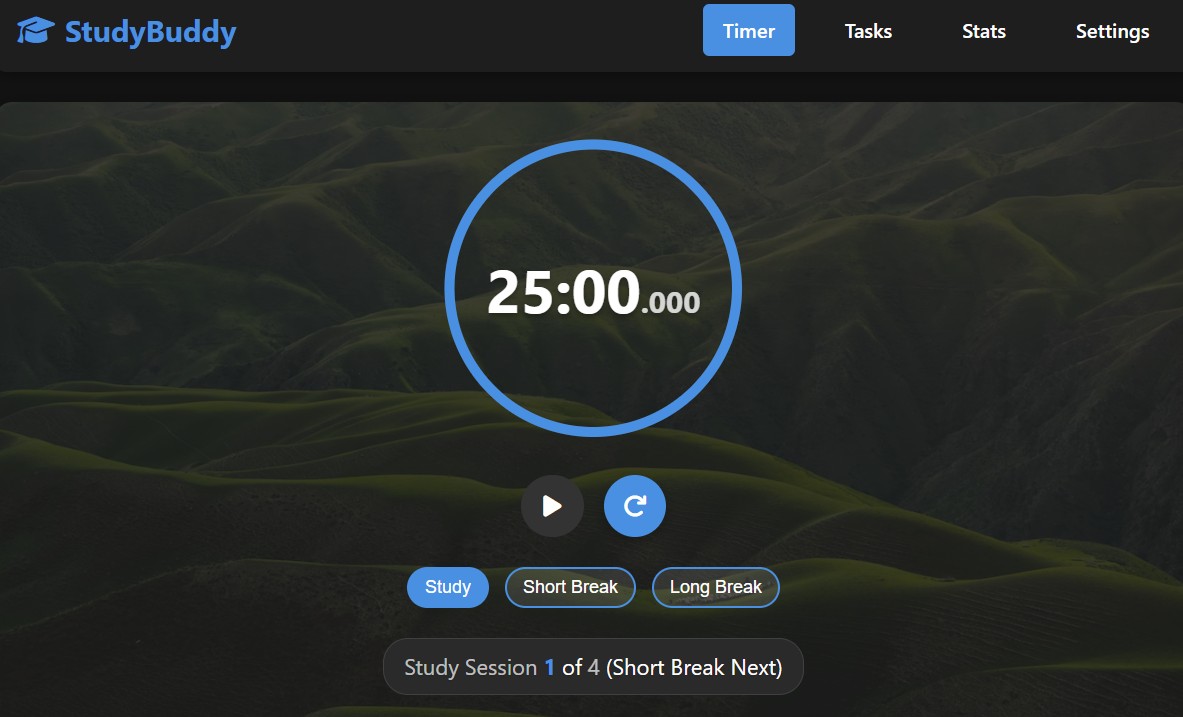 StudyBuddy
Timer Tasks Stats Settings
25:00.000
Study Short Break Long Break
Study Session 1 of 4 (Short Break Next)